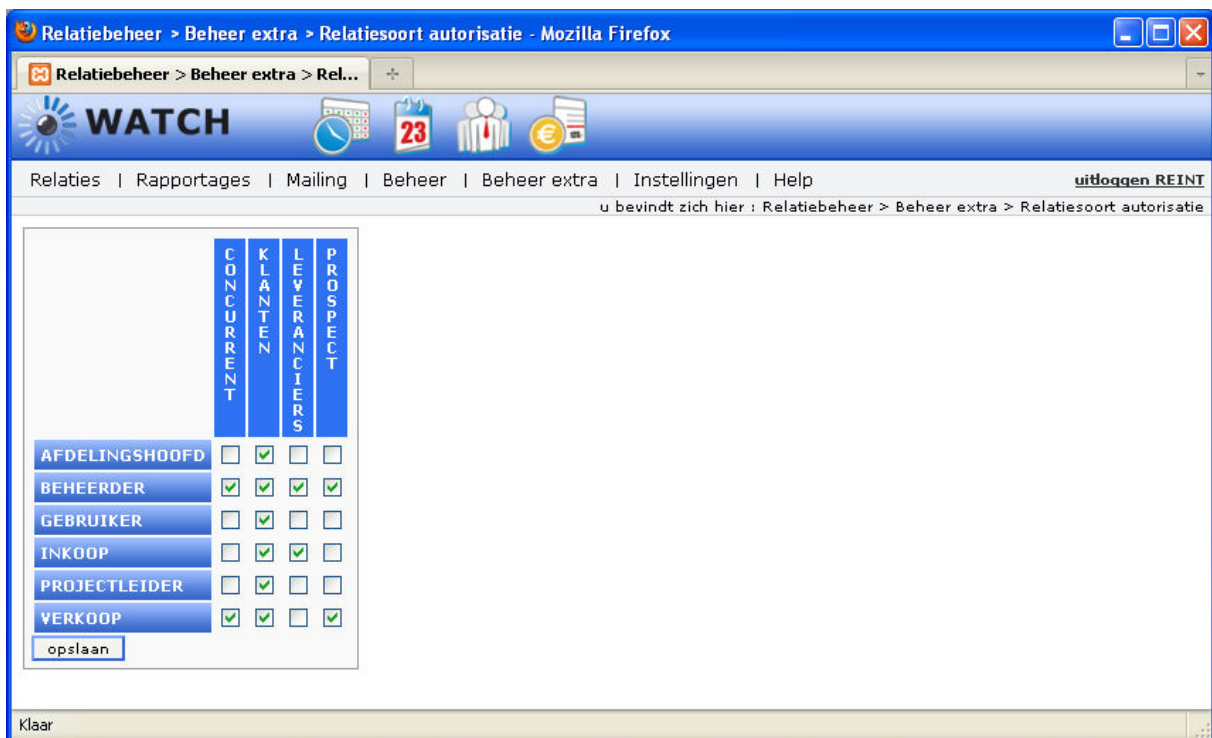 Relatiebeheer > Beheer extra > Relatiesoort autorisatie - Mozilla Firefox
Relatiebeheer > Beheer extra > Rel...
WATCH
23
Relaties | Rapportages | Mailing | Beheer | Beheer extra | Instellingen | Help
uitloggen REINT
u bevindt zich hier : Relatiebeheer > Beheer extra > Relatiesoort autorisatie
CONCURRENT
KLANTEN
LEVERANCIERS
PROSPECT
AFDELINGSHOOFD
BEHEERDER
GEBRUIKER
INKOOP
PROJECTLEIDER
VERKOOP
opslaan
Klaar